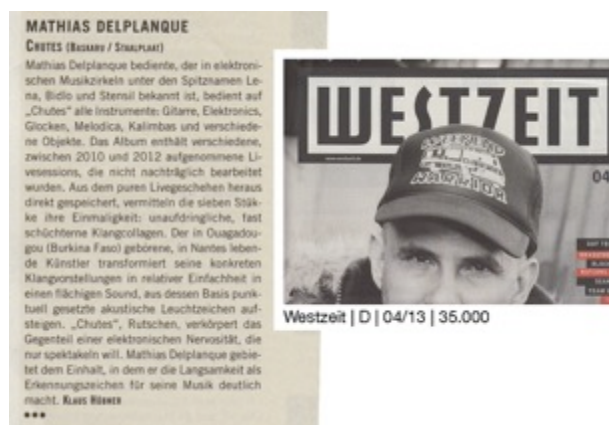 MATHIAS DELPLANQUE
CHUTES (BASKARU / STAALPLAAT)
Mathias Delplanque bediente, der in elektroni-
schen Musikzirkeln unter den Spitznamen Le-
na, Bidlo und Stensil bekannt ist, bedient auf
„Chutes“ alle Instrumente: Gitarre, Elektronics,
Glocken, Melodica, Kalimbas und verschiede-
ne Objekte. Das Album enthält verschiedene,
zwischen 2010 und 2012 aufgenommene Li-
vesessions, die nicht nachträglich bearbeitet
wurden. Aus dem puren Livegeschehen heraus
direkt gespeichert, vermitteln die sieben Stük-
ke ihre Einmaligkeit: unaufdringliche, fast
schüchterne Klangcollagen. Der in Ouagadou-
gou (Burkina Faso) geborene, in Nantes leben-
de Künstler transformiert seine konkreten
Klangvorstellungen in relativer Einfachheit in
einen flächigen Sound, aus dessen Basis punk-
tuell gesetzte akustische Leuchtzeichen auf-
steigen. „Chutes“, Rutschen, verkörpert das
Gegenteil einer elektronischen Nervosität, die
nur spektakeln will. Mathias Delplanque gebie-
tet dem Einhalt, in dem er die Langsamkeit als
Erkennungszeichen für seine Musik deutlich
macht. KLAUS HÜBNER
●●●
WESTZEIT
04
Westzeit | D | 04/13 | 35.000